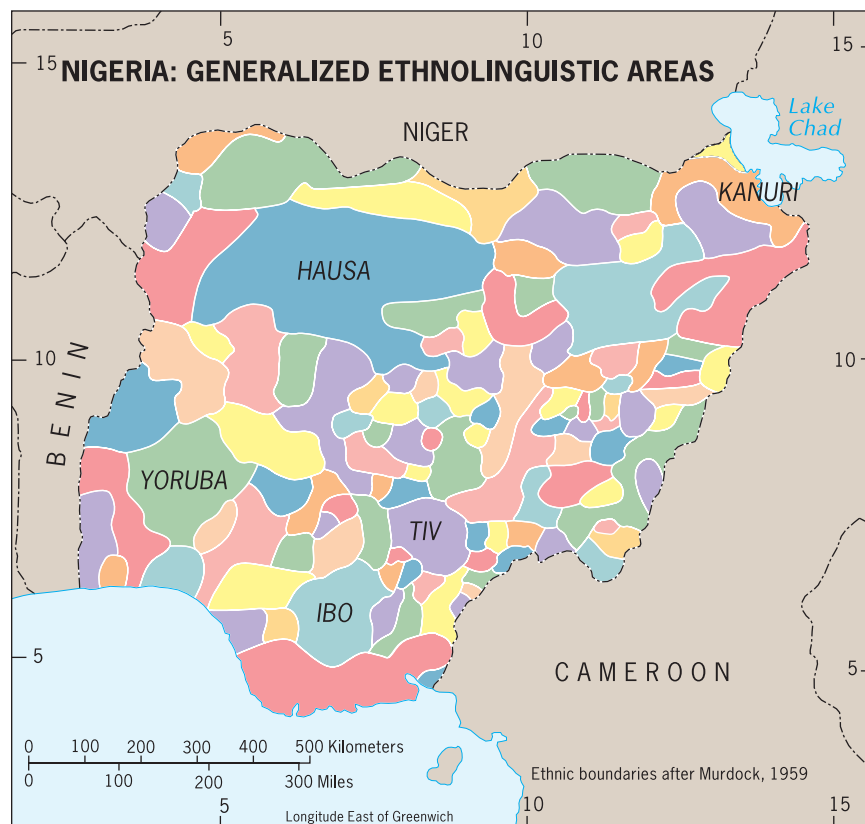 5 10 15
15
NIGERIA: GENERALIZED ETHNOLINGUISTIC AREAS
Lake
Chad
NIGER
KANURI
HAUSA
10 10
BENIN
YORUBA
TIV
IBO
5 5
CAMEROON
0 100 200 300 400 500 Kilometers
0 100 200 300 Miles
Ethnic boundaries after Murdock, 1959
5 10 15
Longitude East of Greenwich